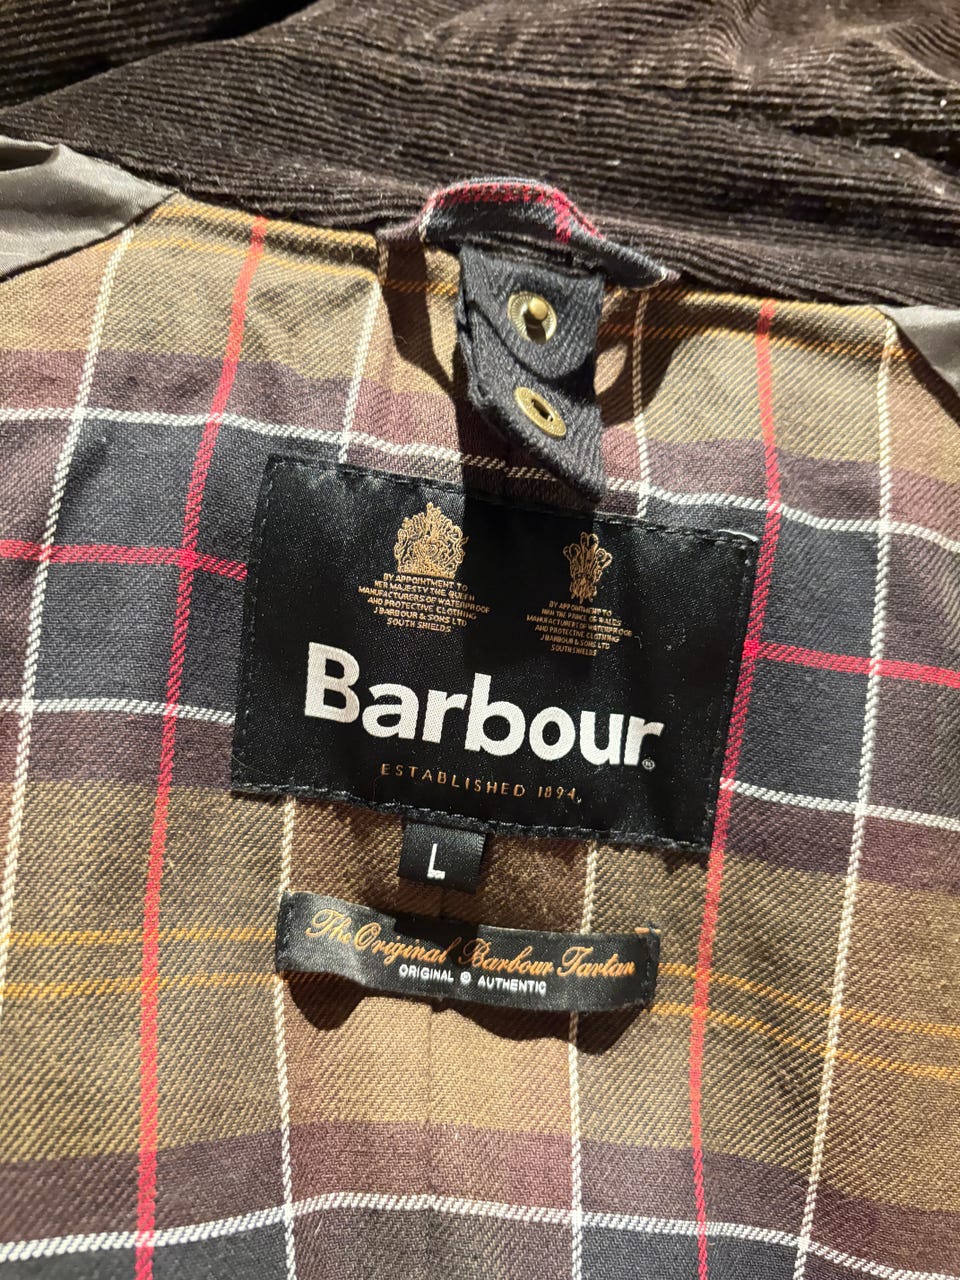 BY APPOINTMENT TO
HER MAJESTY THE QUEEN
MANUFACTURERS OF WATERPROOF
AND PROTECTIVE CLOTHING
J BARBOUR & SONS LTD
SOUTH SHIELDS
BY APPOINTMENT TO
HRH THE PRINCE OF WALES
MANUFACTURERS OF WATERPROOF
AND PROTECTIVE CLOTHING
J BARBOUR & SONS LTD
SOUTH SHIELDS
Barbour®
ESTABLISHED 1894.
L
The Original Barbour Tartan
ORIGINAL © AUTHENTIC